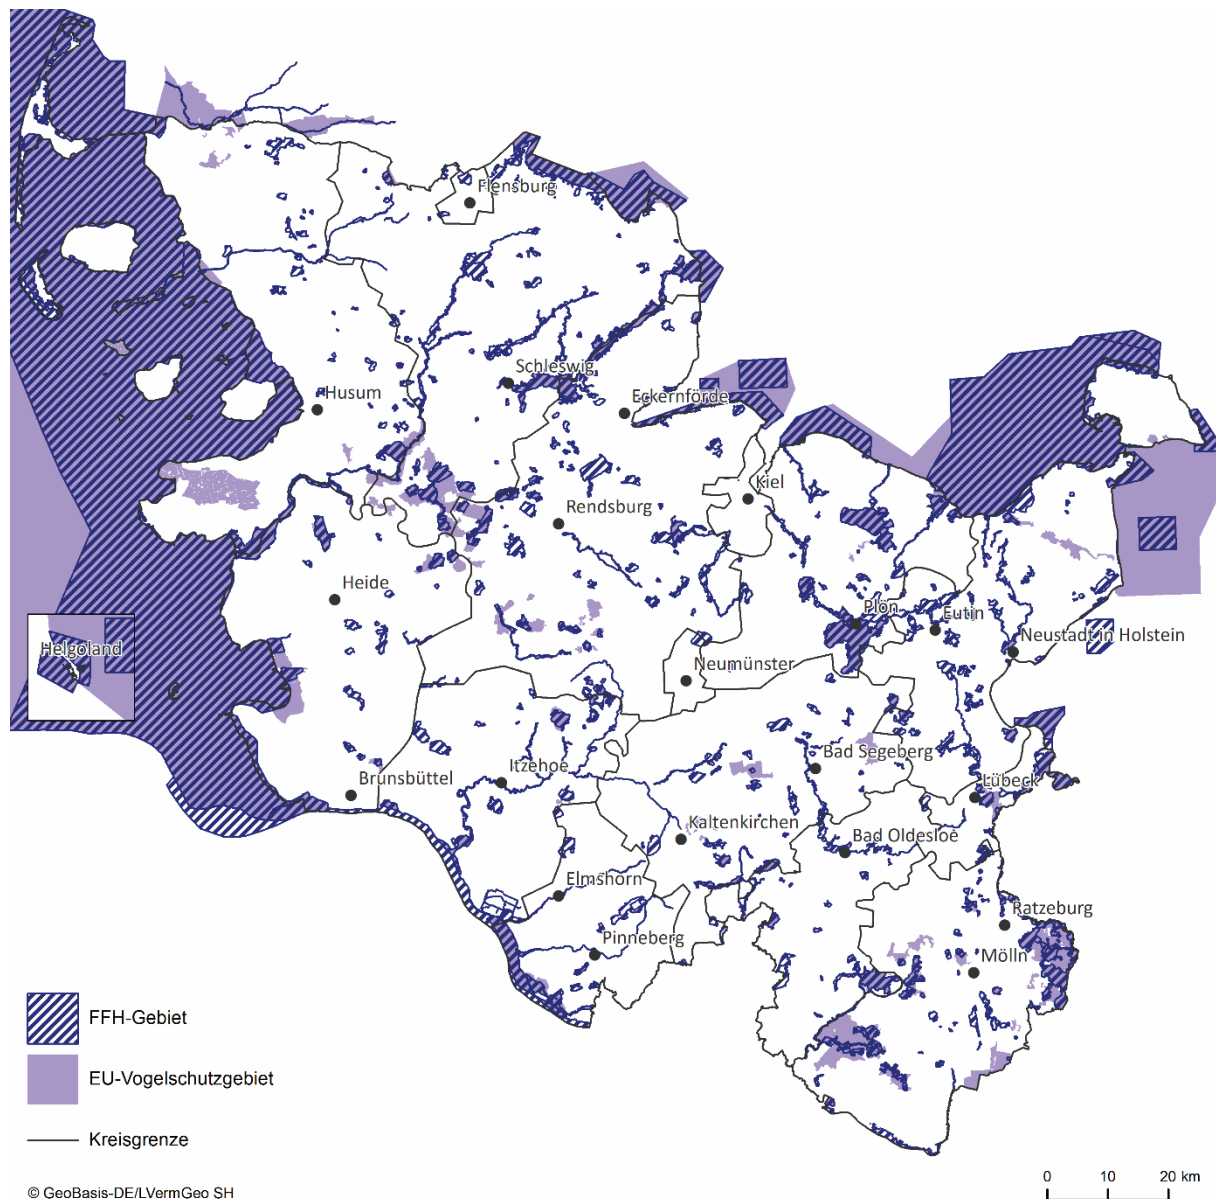 Flensburg
Schleswig
Husum
Eckernförde
Kiel
Rendsburg
Heide
Plön
Eutin
Neustadt in Holstein
Helgoland
Neumünster
Bad Segeberg
Itzehoe
Brunsbüttel
Lübeck
Kaltenkirchen
Bad Oldesloe
Elmshorn
Ratzeburg
Pinneberg
Mölln
FFH-Gebiet
EU-Vogelschutzgebiet
Kreisgrenze
0 10 20 km
© GeoBasis-DE/LVermGeo SH